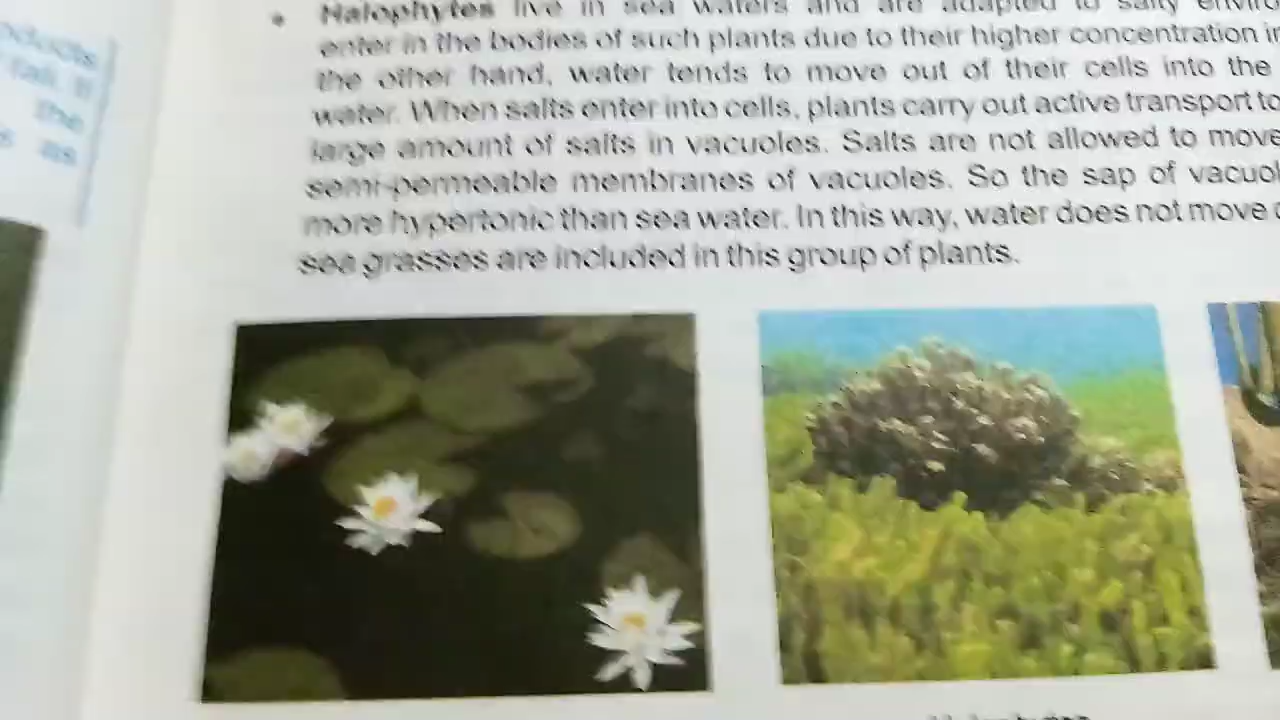 Halophytes live in sea waters and are adapted to salty
enter in the bodies of such plants due to their higher concentration
the other hand, water tends to move out of their cells into the
water. When salts enter into cells, plants carry out active transport to
large amount of salts in vacuoles. Salts are not allowed to move
semi-permeable membranes of vacuoles. So the sap of
more hypertonic than sea water. In this way, water does not move
sea grasses are included in this group of plants.
the
as